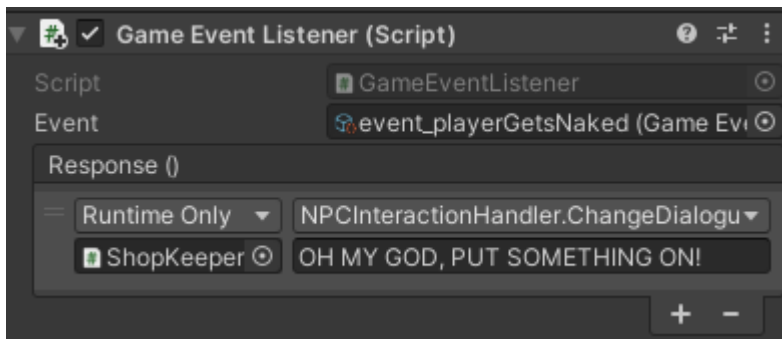 Game Event Listener (Script)
Script GameEventListener
Event event_playerGetsNaked (Game Eve
Response ()
Runtime Only NPCInteractionHandler.ChangeDialogu
ShopKeeper OH MY GOD, PUT SOMETHING ON!